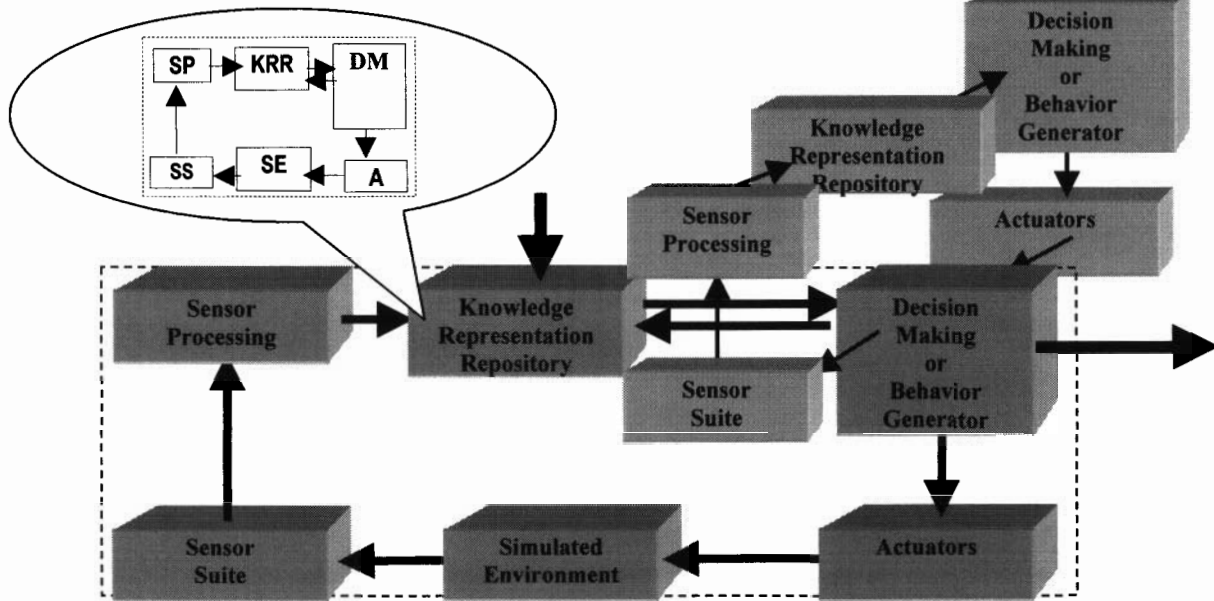 SP
KRR
DM
SS
SE
A
Decision
Making
or
Behavior
Generator
Knowledge
Representation
Repository
Sensor
Processing
Actuators
Sensor
Processing
Knowledge
Representation
Repository
Decision
Making
or
Behavior
Generator
Sensor
Suite
Sensor
Suite
Simulated
Environment
Actuators